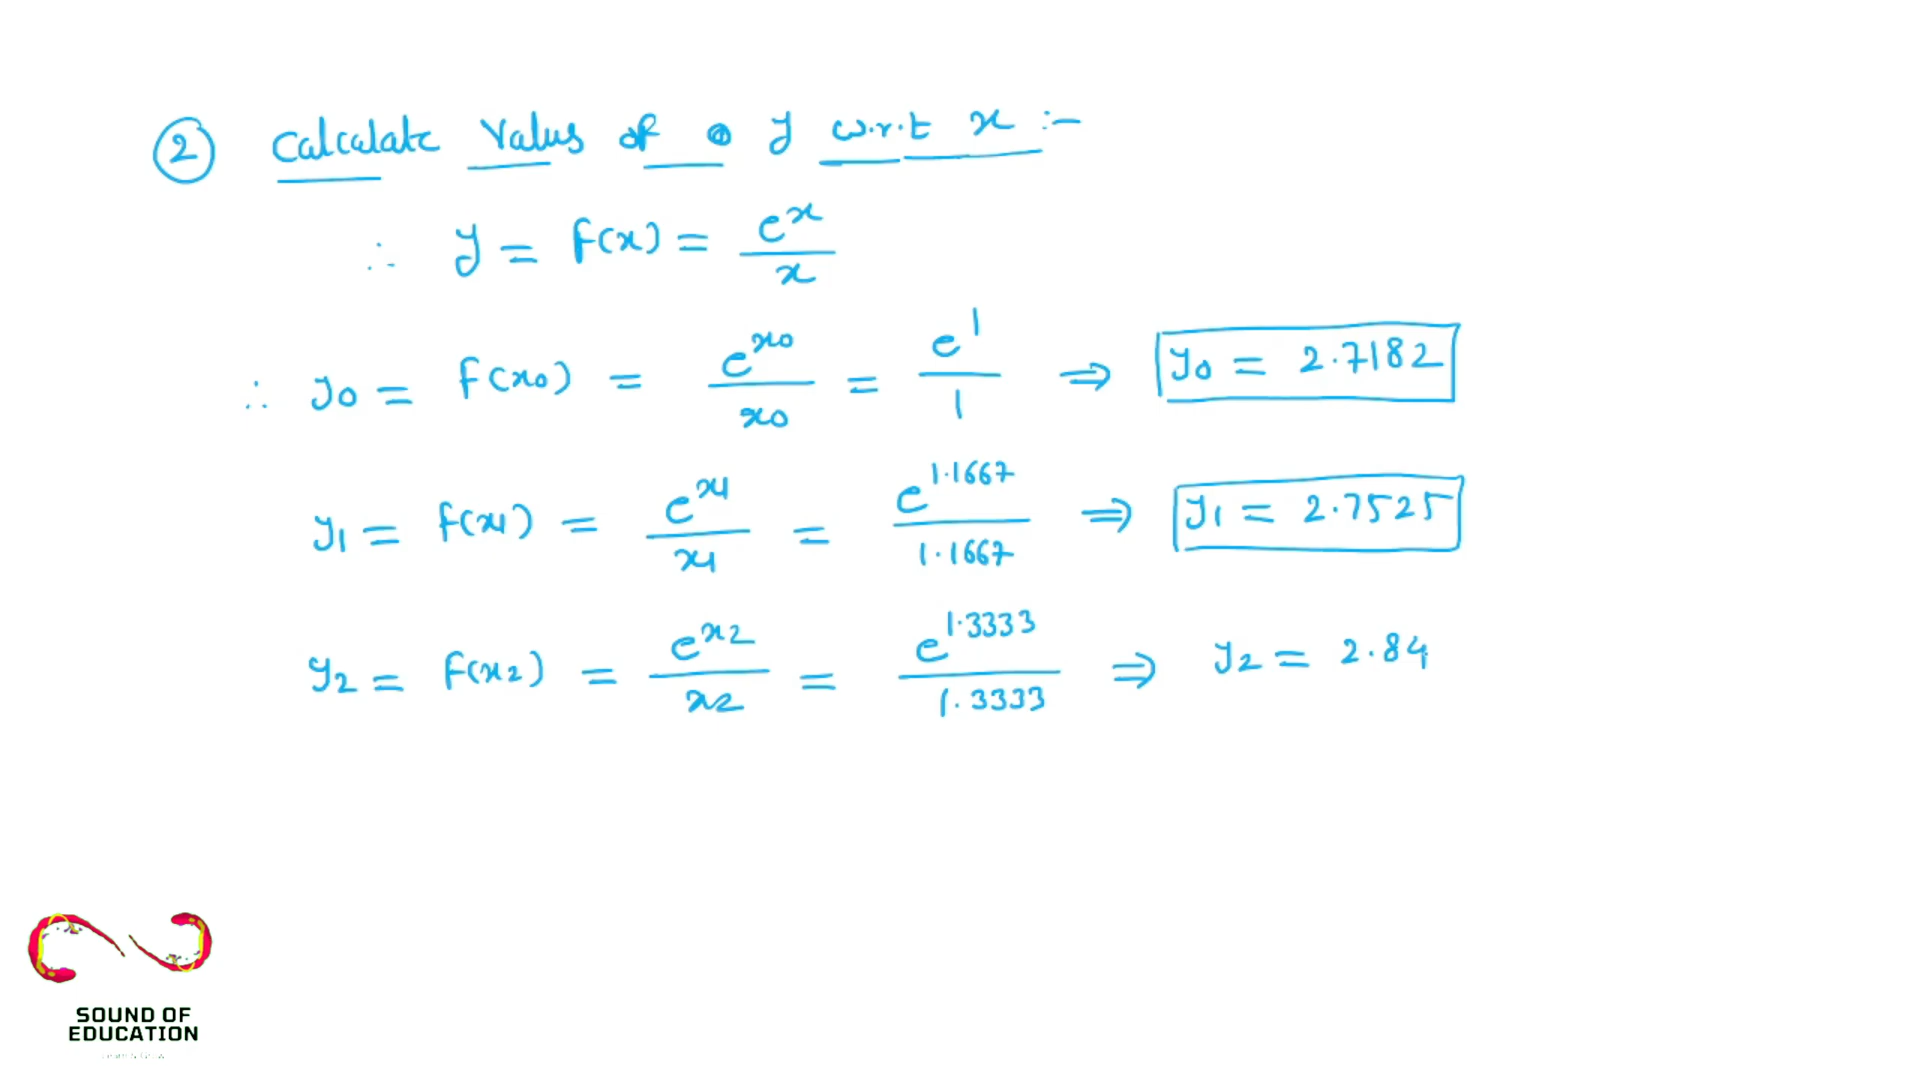 ② Calculate Values of y w.r.t x :-
∴ y = f(x) = e^x / x
∴ y0 = f(x0) = e^x0 / x0 = e^1 / 1 ⇒ y0 = 2.7182
y1 = f(x1) = e^x1 / x1 = e^1.1667 / 1.1667 ⇒ y1 = 2.7525
y2 = f(x2) = e^x2 / x2 = e^1.3333 / 1.3333 ⇒ y2 = 2.84
SOUND OF
EDUCATION